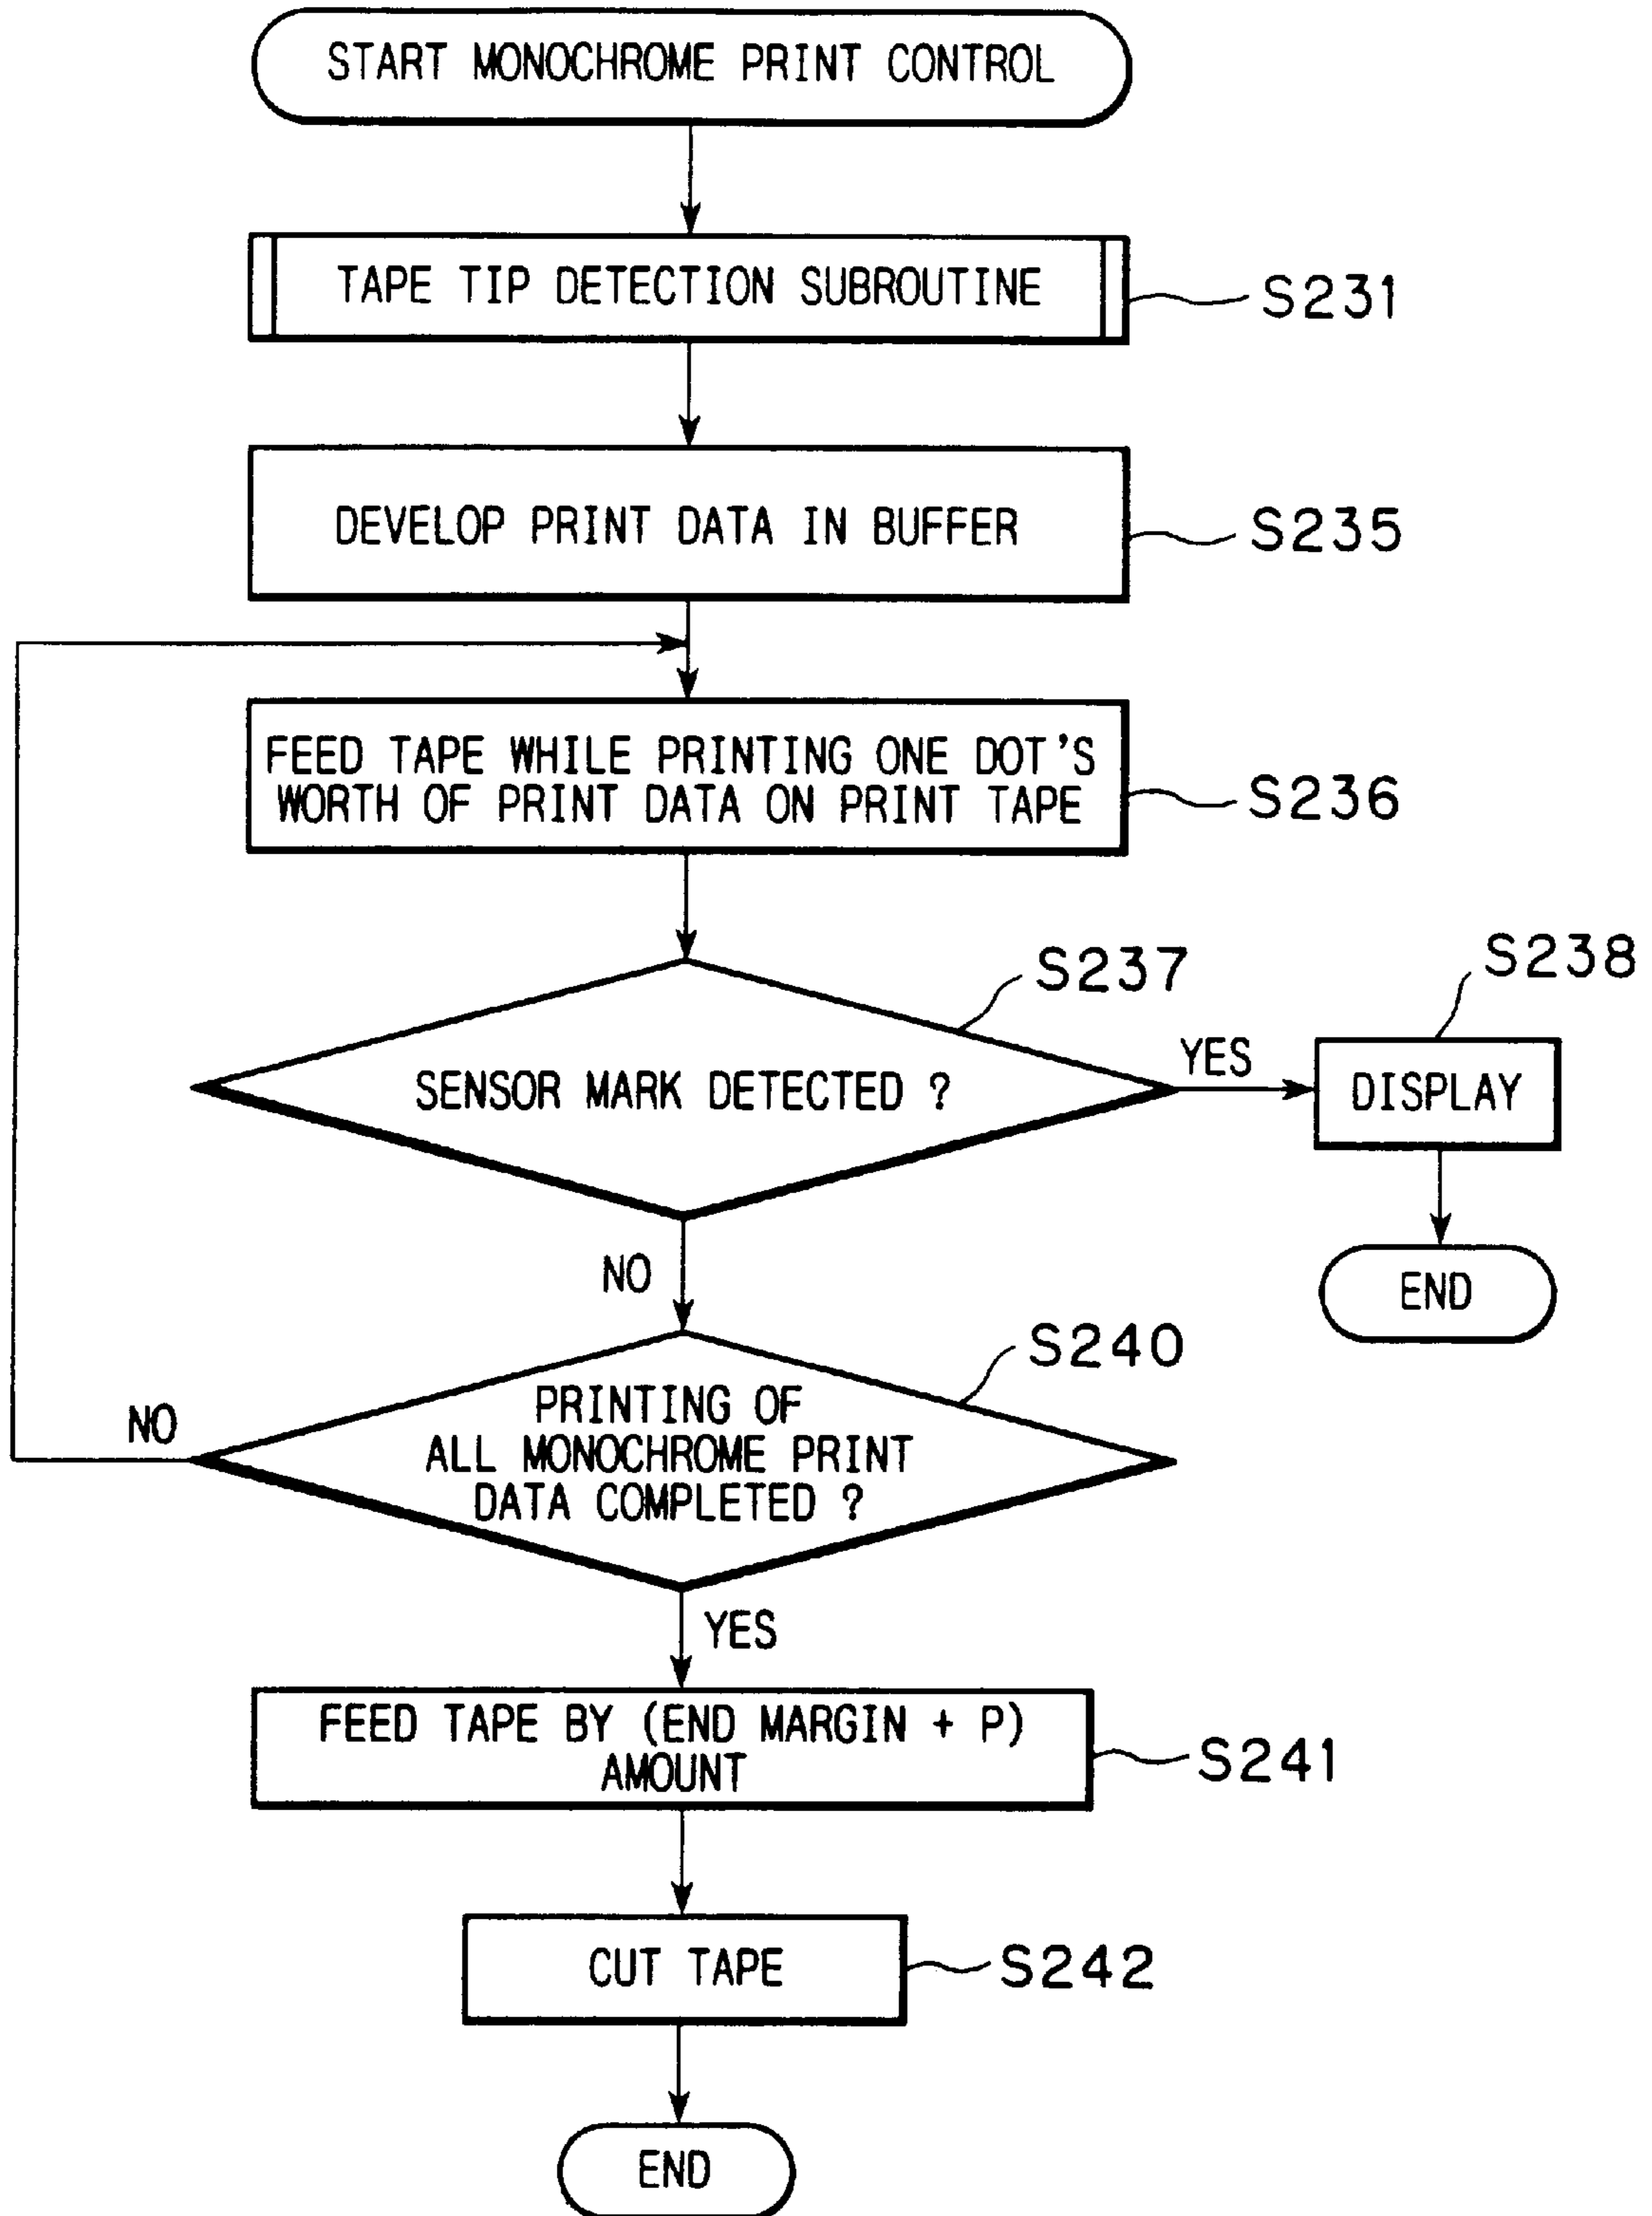 START MONOCHROME PRINT CONTROL
TAPE TIP DETECTION SUBROUTINE
S231
DEVELOP PRINT DATA IN BUFFER
S235
FEED TAPE WHILE PRINTING ONE DOT'S
WORTH OF PRINT DATA ON PRINT TAPE
S236
S237
S238
SENSOR MARK DETECTED ?
YES
DISPLAY
NO
END
S240
PRINTING OF
ALL MONOCHROME PRINT
DATA COMPLETED ?
NO
YES
FEED TAPE BY (END MARGIN + P)
AMOUNT
S241
CUT TAPE
S242
END